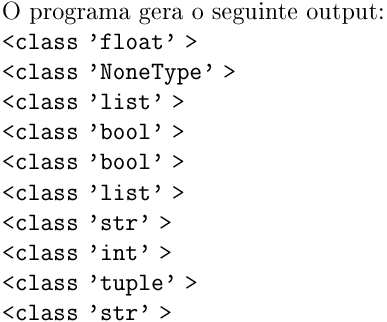 O programa gera o seguinte output:
<class ’float’ >
<class ’NoneType’ >
<class ’list’ >
<class ’bool’ >
<class ’bool’ >
<class ’list’ >
<class ’str’ >
<class ’int’ >
<class ’tuple’ >
<class ’str’ >